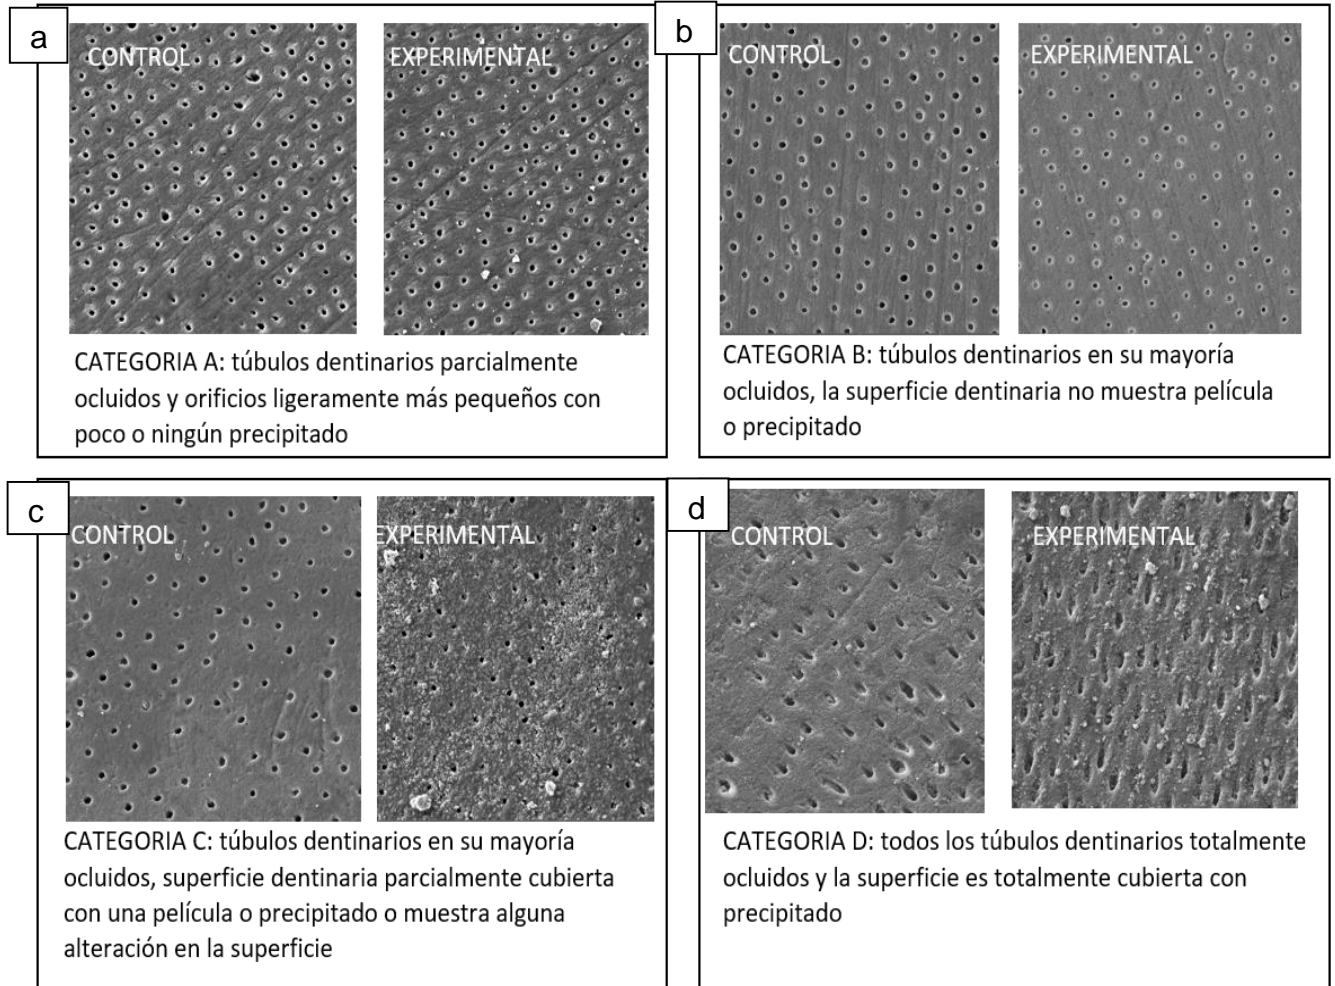 a
CONTROL
EXPERIMENTAL
CATEGORIA A: túbulos dentinarios parcialmente
ocluidos y orificios ligeramente más pequeños con
poco o ningún precipitado
b
CONTROL
EXPERIMENTAL
CATEGORIA B: túbulos dentinarios en su mayoría
ocluidos, la superficie dentinaria no muestra película
o precipitado
c
CONTROL
EXPERIMENTAL
CATEGORIA C: túbulos dentinarios en su mayoría
ocluidos, superficie dentinaria parcialmente cubierta
con una película o precipitado o muestra alguna
alteración en la superficie
d
CONTROL
EXPERIMENTAL
CATEGORIA D: todos los túbulos dentinarios totalmente
ocluidos y la superficie es totalmente cubierta con
precipitado